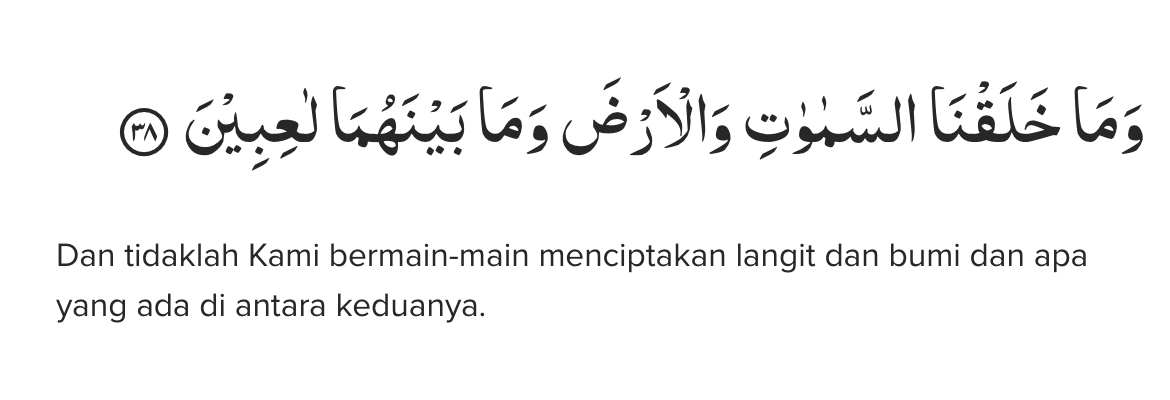 وَمَا خَلَقْنَا السَّمٰوٰتِ وَالْاَرْضَ وَمَا بَيْنَهُمَا لٰعِبِيْنَ ٣٨
Dan tidaklah Kami bermain-main menciptakan langit dan bumi dan apa
yang ada di antara keduanya.